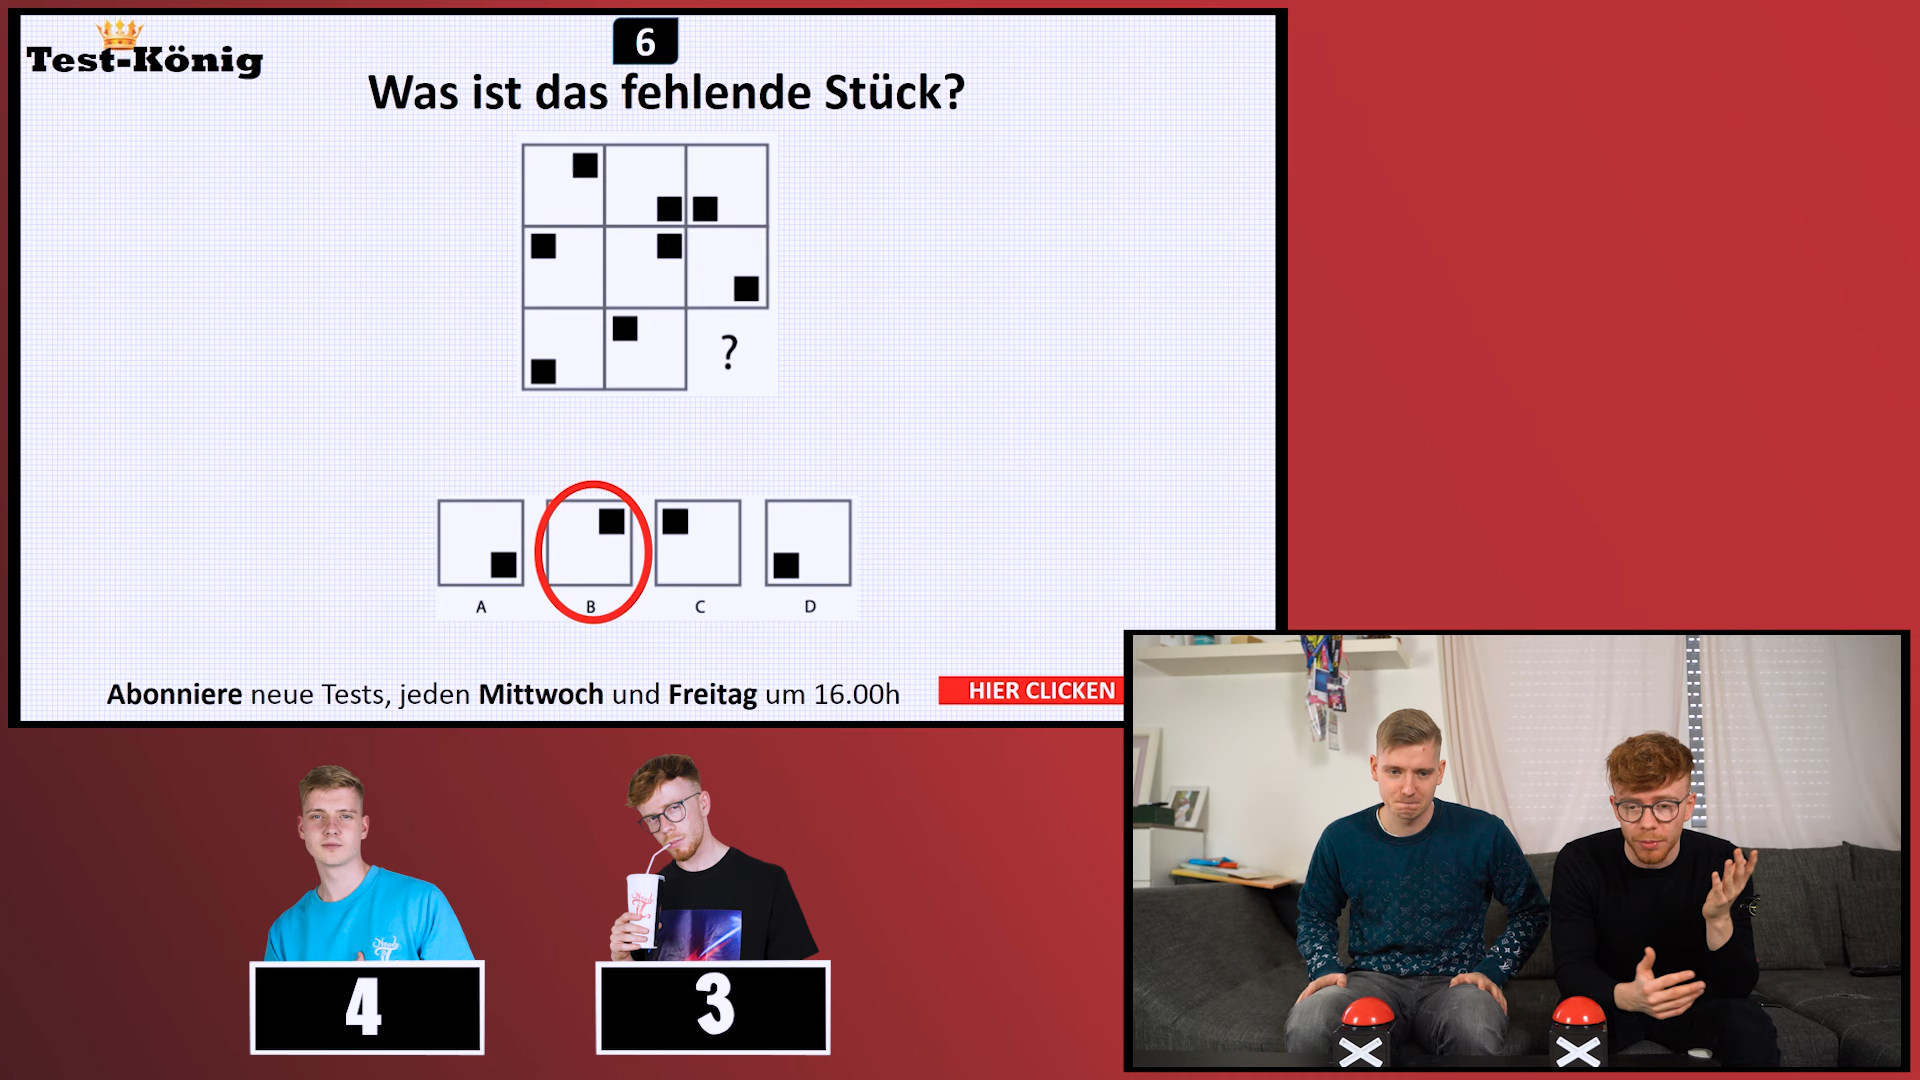 Test-König
6
Was ist das fehlende Stück?
?
A
B
C
D
Abonniere neue Tests, jeden Mittwoch und Freitag um 16.00h
HIER CLICKEN
4
3